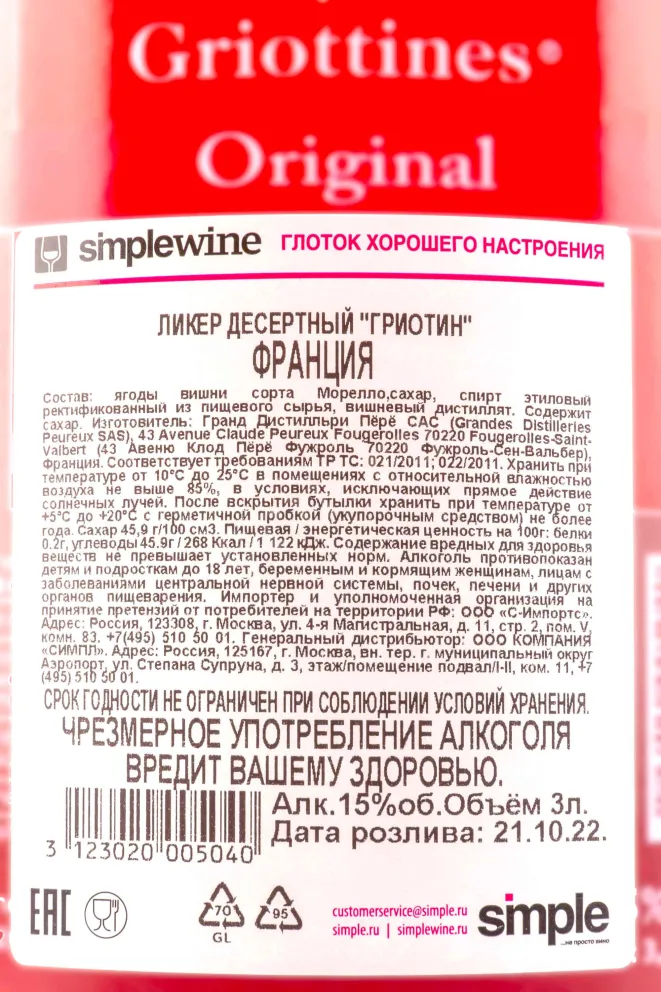 Griottines®
Original
simplewine ГЛОТОК ХОРОШЕГО НАСТРОЕНИЯ
ЛИКЕР ДЕСЕРТНЫЙ "ГРИОТИН"
ФРАНЦИЯ
Состав: ягоды вишни сорта Морелло,сахар, спирт этиловый
ректификованный из пищевого сырья, вишневый дистиллят. Содержит
сахар. Изготовитель: Гранд Дистилльри Пёрё САС (Grandes Distilleries
Peureux SAS), 43 Avenue Claude Peureux Fougerolles 70220 Fougerolles-Saint-
Valbert (43 Авеню Клод Пёрё Фужроль 70220 Фужроль-Сен-Вальбер),
Франция. Соответствует требованиям ТР ТС: 021/2011; 022/2011. Хранить при
температуре от 10°С до 25°С в помещениях с относительной влажностью
воздуха не выше 85%, в условиях, исключающих прямое действие
солнечных лучей. После вскрытия бутылки хранить при температуре от
+5°С до +20°С с герметичной пробкой (укупорочным средством) не более
года. Сахар 45,9 г/100 см3. Пищевая / энергетическая ценность на 100г: белки
0.2г, углеводы 45.9г / 268 Ккал / 1 122 кДж. Содержание вредных для здоровья
веществ не превышает установленных норм. Алкоголь противопоказан
детям и подросткам до 18 лет, беременным и кормящим женщинам, лицам с
заболеваниями центральной нервной системы, почек, печени и других
органов пищеварения. Импортер и уполномоченная организация на
принятие претензий от потребителей на территории РФ: ООО «С-Импортс».
Адрес: Россия, 123308, г. Москва, ул. 4-я Магистральная, д. 11, стр. 2, пом. V,
комн. 83. +7(495) 510 50 01. Генеральный дистрибьютор: ООО КОМПАНИЯ
«СИМПЛ». Адрес: Россия, 125167, г. Москва, вн. тер. г. муниципальный округ
Аэропорт, ул. Степана Супруна, д. 3, этаж/помещение подвал/I-II, ком. 11, +7
(495) 510 50 01.
СРОК ГОДНОСТИ НЕ ОГРАНИЧЕН ПРИ СОБЛЮДЕНИИ УСЛОВИЙ ХРАНЕНИЯ.
ЧРЕЗМЕРНОЕ УПОТРЕБЛЕНИЕ АЛКОГОЛЯ
ВРЕДИТ ВАШЕМУ ЗДОРОВЬЮ.
Алк.15%об.Объём 3л.
Дата розлива: 21.10.22.
3 123020 005040
EAC
70
GL
95
customerservice@simple.ru
simple.ru | simplewine.ru
simple
...не просто вино